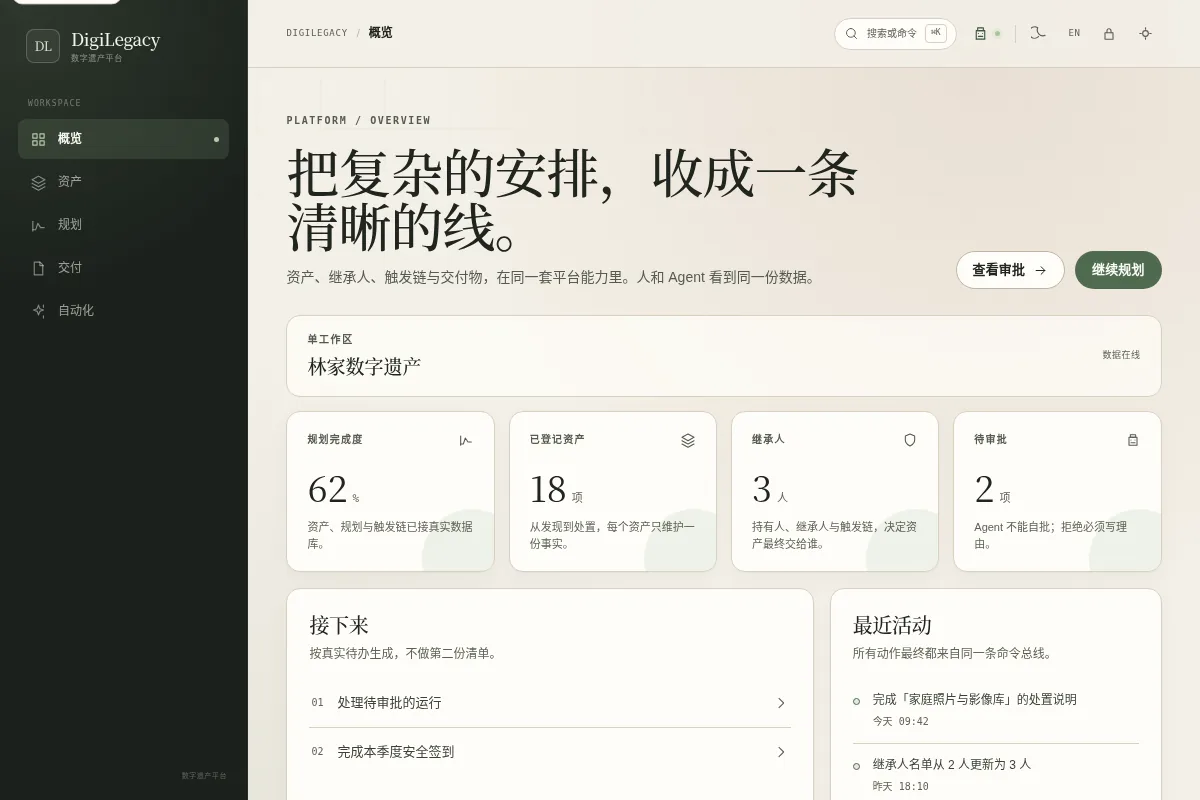 DL
DigiLegacy
数字遗产平台
WORKSPACE
概览
资产
规划
交付
自动化
数字遗产平台
DIGILEGACY / 概览
搜索或命令 ⌘K
EN
PLATFORM / OVERVIEW
把复杂的安排，收成一条
清晰的线。
资产、继承人、触发链与交付物，在同一套平台能力里。人和 Agent 看到同一份数据。
查看审批 →
继续规划
单工作区
林家数字遗产
数据在线
规划完成度
62 %
资产、规划与触发链已接真实数据
库。
已登记资产
18 项
从发现到处置，每个资产只维护一
份事实。
继承人
3 人
持有人、继承人与触发链，决定资
产最终交给谁。
待审批
2 项
Agent 不能自批；拒绝必须写理
由。
接下来
按真实待办生成，不做第二份清单。
01 处理待审批的运行
02 完成本季度安全签到
最近活动
所有动作最终都来自同一条命令总线。
完成「家庭照片与影像库」的处置说明
今天 09:42
继承人名单从 2 人更新为 3 人
昨天 18:10